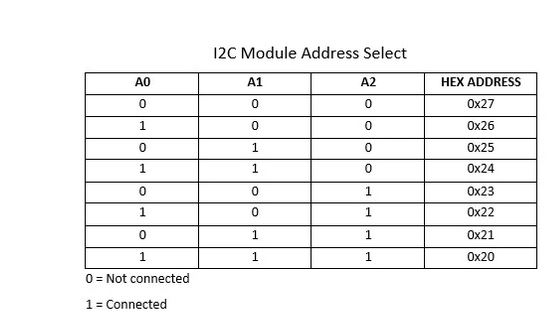 I2C Module Address Select
A0 A1 A2 HEX ADDRESS
0 0 0 0x27
1 0 0 0x26
0 1 0 0x25
1 1 0 0x24
0 0 1 0x23
1 0 1 0x22
0 1 1 0x21
1 1 1 0x20
0 = Not connected
1 = Connected